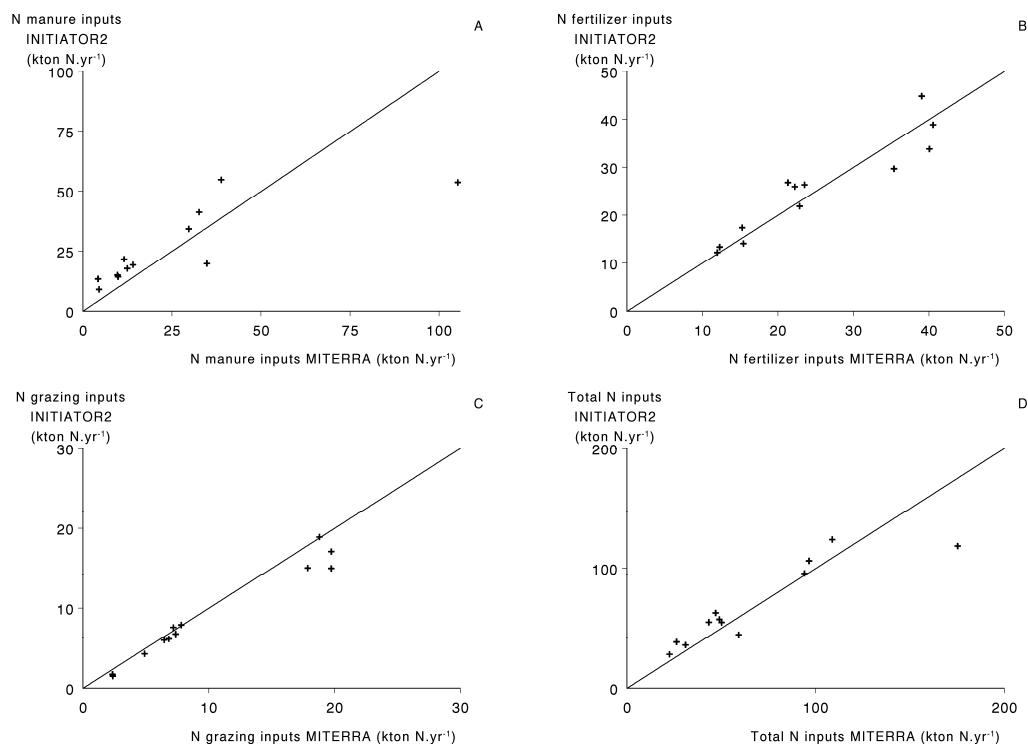 N manure inputs
INITIATOR2
(kton N.yr⁻¹)
A
100
75
50
25
0
0 25 50 75 100
N manure inputs MITERRA (kton N.yr⁻¹)
N fertilizer inputs
INITIATOR2
(kton N.yr⁻¹)
B
50
40
30
20
10
0
0 10 20 30 40 50
N fertilizer inputs MITERRA (kton N.yr⁻¹)
N grazing inputs
INITIATOR2
(kton N.yr⁻¹)
C
30
20
10
0
0 10 20 30
N grazing inputs MITERRA (kton N.yr⁻¹)
Total N inputs
INITIATOR2
(kton N.yr⁻¹)
D
200
100
0
0 100 200
Total N inputs MITERRA (kton N.yr⁻¹)